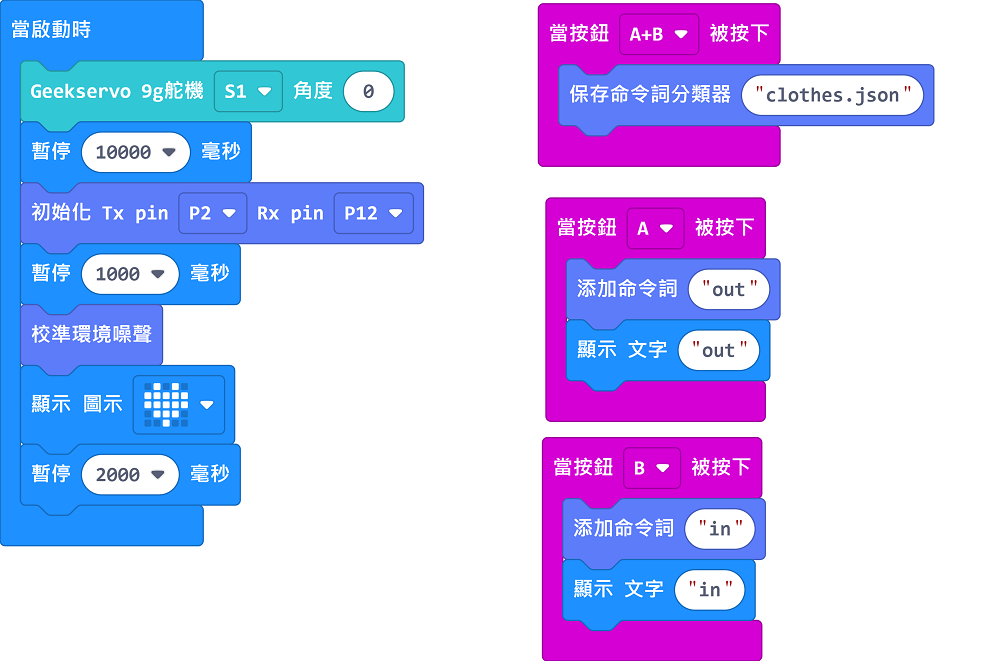 當啟動時
Geekservo 9g舵機 S1 角度 0
暫停 10000 毫秒
初始化 Tx pin P2 Rx pin P12
暫停 1000 毫秒
校準環境噪聲
顯示 圖示
暫停 2000 毫秒
當按鈕 A+B 被按下
保存命令詞分類器 "clothes.json"
當按鈕 A 被按下
添加命令詞 "out"
顯示 文字 "out"
當按鈕 B 被按下
添加命令詞 "in"
顯示 文字 "in"